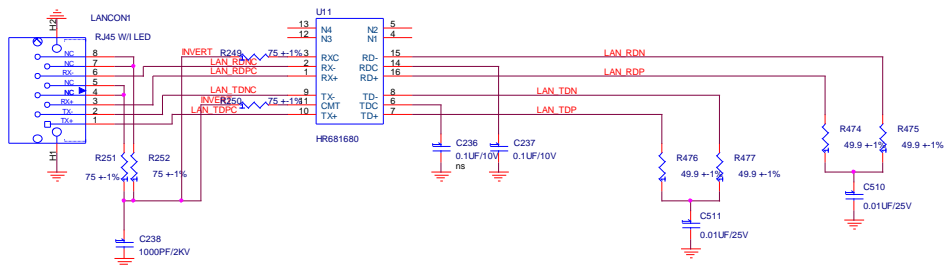 LANCON1
RJ45 W/I LED
H2
8 NC
7 NC
6 RX-
5 NC
4 NC
3 RX+
2 TX-
1 TX+
H1
INVERT R249 75 +-1%
LAN_RDNC
LAN_RDPC
LAN_TDNC
INVERT R250 75 +-1%
LAN_TDPC
U11
13 N4 N2 5
12 N3 N1 4
3 RXC RD- 15
2 RX- RDC 14
1 RX+ RD+ 16
9 TX- TD- 8
11 CMT TDC 6
10 TX+ TD+ 7
HR681680
LAN_RDN
LAN_RDP
LAN_TDN
LAN_TDP
R251
75 +-1%
R252
75 +-1%
C238
1000PF/2KV
C236
0.1UF/10V
ns
C237
0.1UF/10V
R476
49.9 +-1%
R477
49.9 +-1%
C511
0.01UF/25V
R474
49.9 +-1%
R475
49.9 +-1%
C510
0.01UF/25V